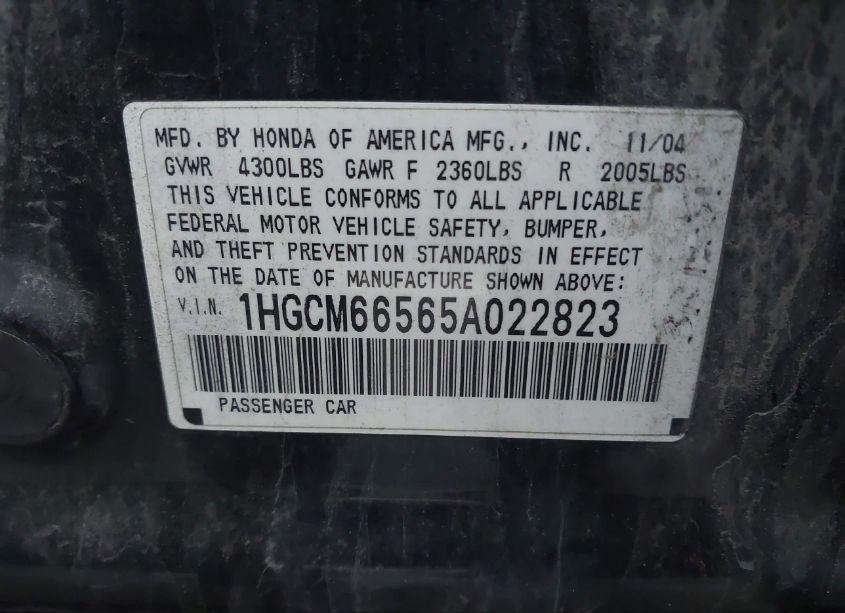 MFD. BY HONDA OF AMERICA MFG., INC. 11/04
GVWR 4300LBS GAWR F 2360LBS R 2005LBS
THIS VEHICLE CONFORMS TO ALL APPLICABLE
FEDERAL MOTOR VEHICLE SAFETY, BUMPER,
AND THEFT PREVENTION STANDARDS IN EFFECT
ON THE DATE OF MANUFACTURE SHOWN ABOVE:
V.I.N. 1HGCM66565A022823
PASSENGER CAR